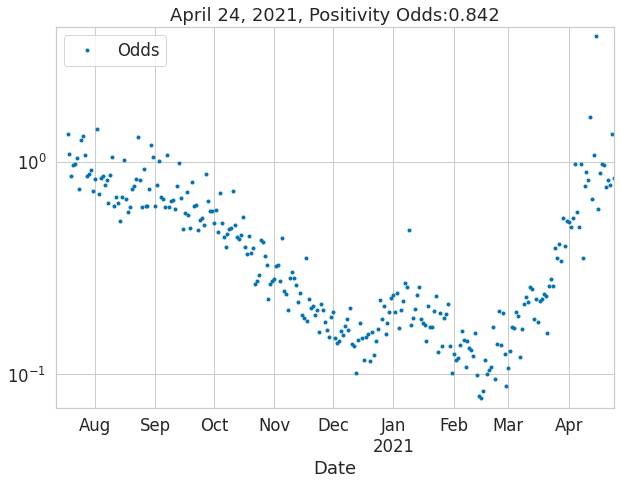 April 24, 2021, Positivity Odds:0.842
Odds
10⁰
10⁻¹
Aug Sep Oct Nov Dec Jan Feb Mar Apr
2021
Date